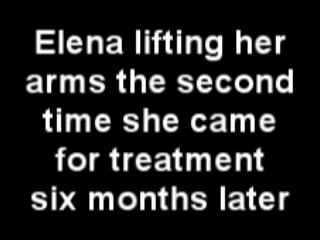 Elena lifting her
arms the second
time she came
for treatment
six months later